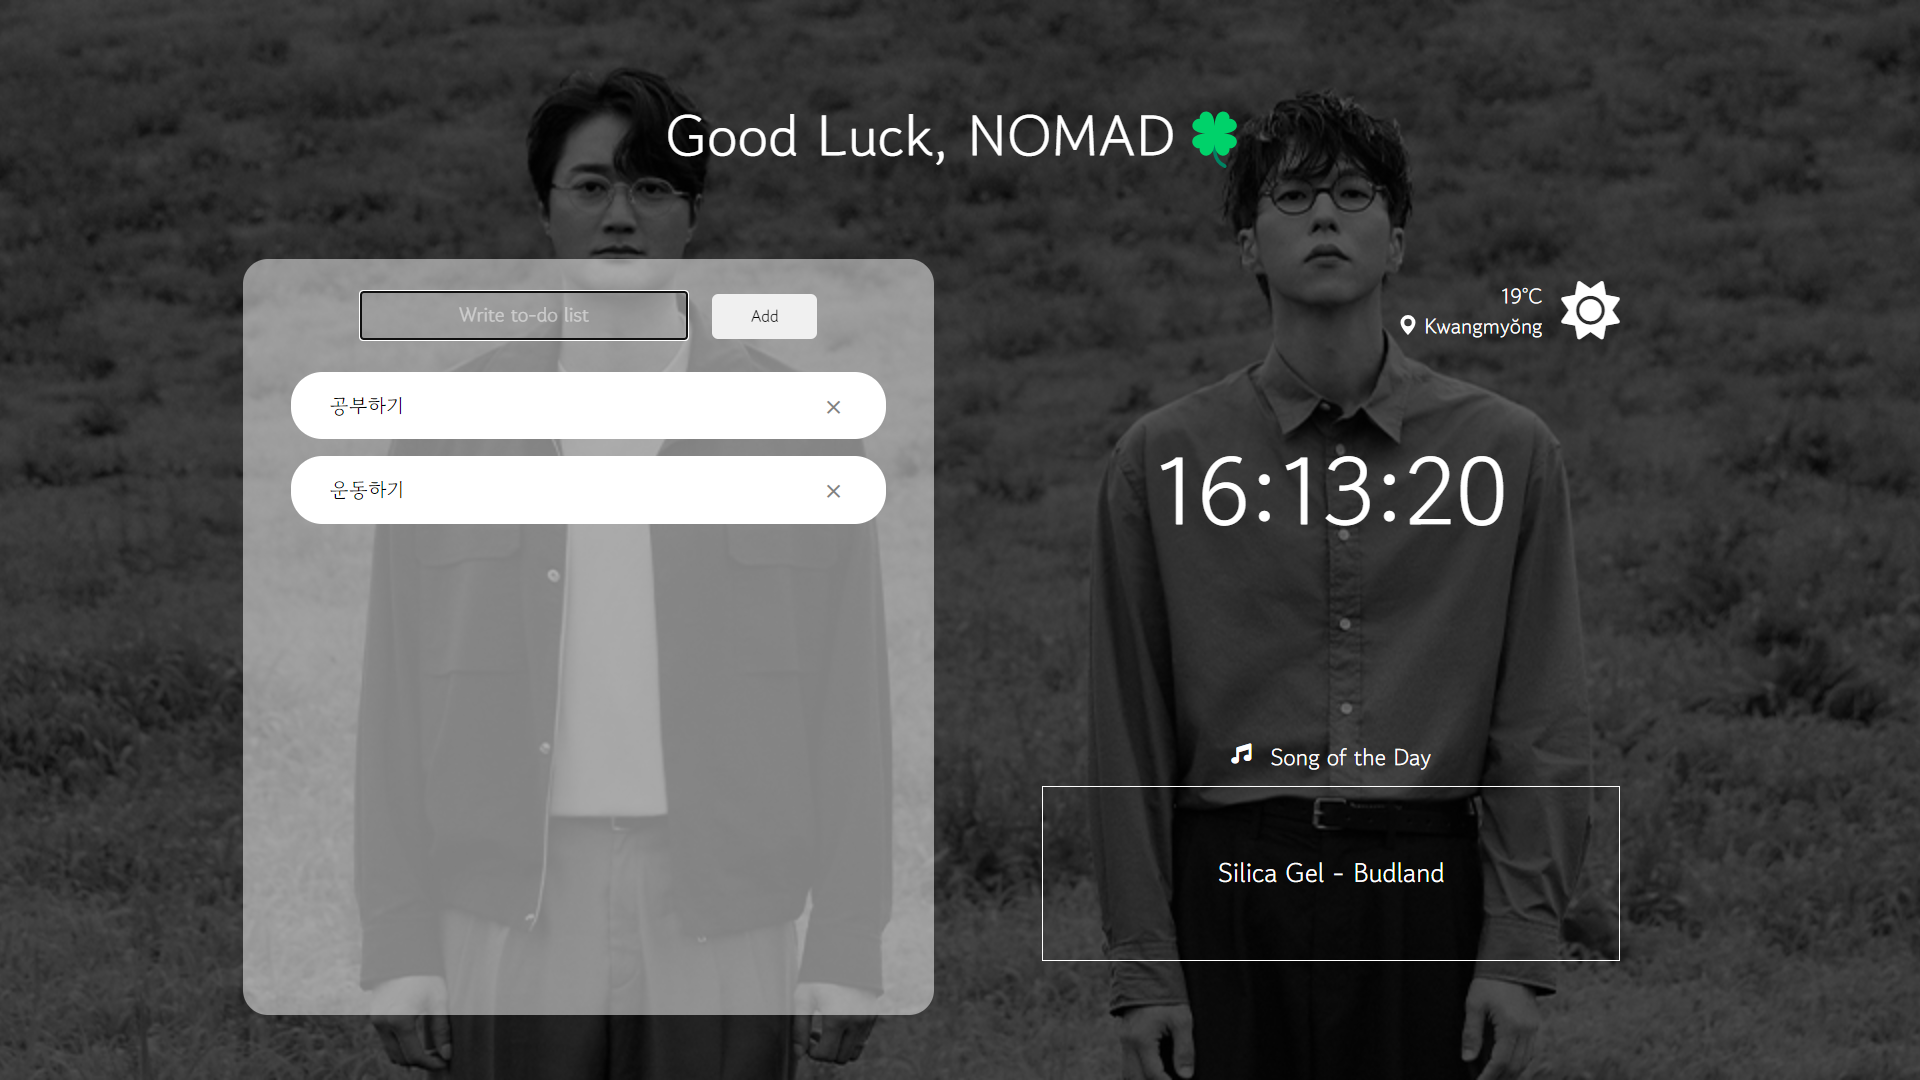 Good Luck, NOMAD 🍀
Write to-do list
Add
공부하기
×
운동하기
×
19°C
Kwangmyŏng
16:13:20
Song of the Day
Silica Gel - Budland